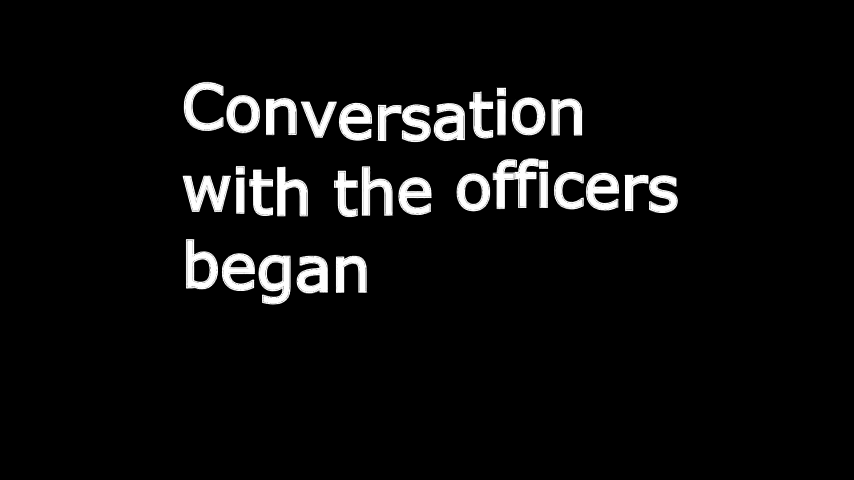 Conversation
with the officers
began